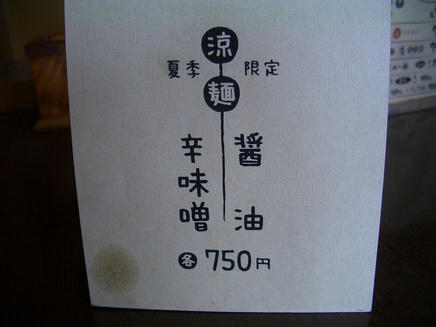 夏季 涼麺 限定
醤油
辛味噌
各 750円